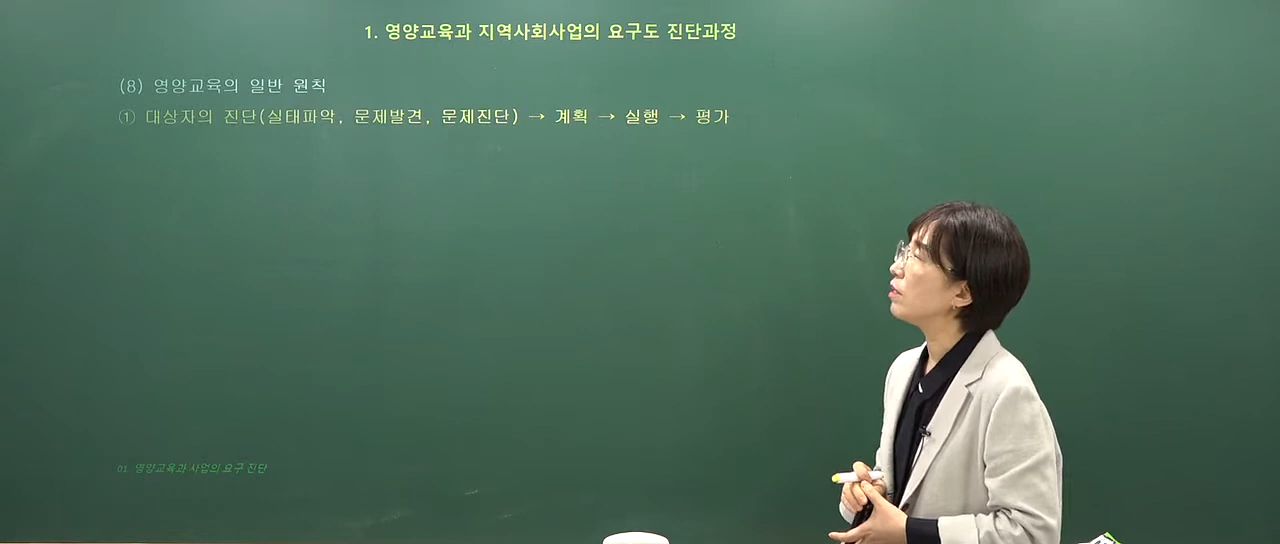 1. 영양교육과 지역사회사업의 요구도 진단과정
(8) 영양교육의 일반 원칙
① 대상자의 진단(실태파악, 문제발견, 문제진단) → 계획 → 실행 → 평가
01. 영양교육과 사업의 요구 진단